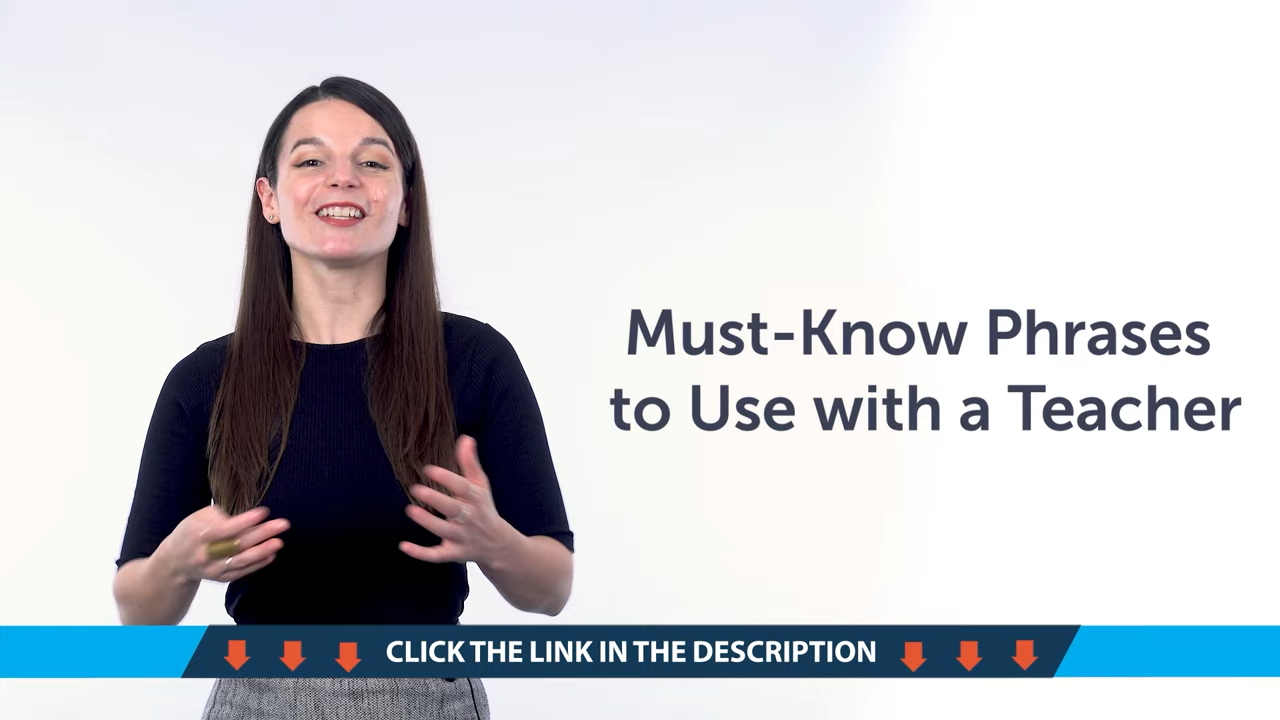 Must-Know Phrases
to Use with a Teacher
CLICK THE LINK IN THE DESCRIPTION